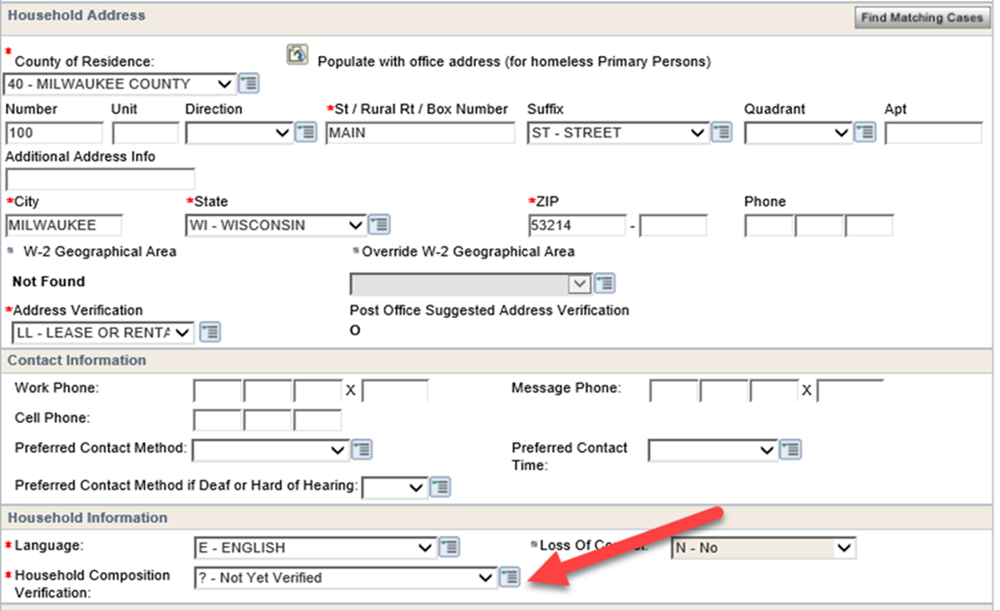 Household Address
Find Matching Cases
* County of Residence:
Populate with office address (for homeless Primary Persons)
40 - MILWAUKEE COUNTY
Number Unit Direction *St / Rural Rt / Box Number Suffix Quadrant Apt
100 MAIN ST - STREET
Additional Address Info
*City *State *ZIP Phone
MILWAUKEE WI - WISCONSIN 53214 -
W-2 Geographical Area Override W-2 Geographical Area
Not Found
*Address Verification Post Office Suggested Address Verification
LL - LEASE OR RENTA O
Contact Information
Work Phone: X Message Phone: X
Cell Phone:
Preferred Contact Method: Preferred Contact
Time:
Preferred Contact Method if Deaf or Hard of Hearing:
Household Information
*Language: E - ENGLISH Loss Of N - No
*Household Composition ? - Not Yet Verified
Verification: